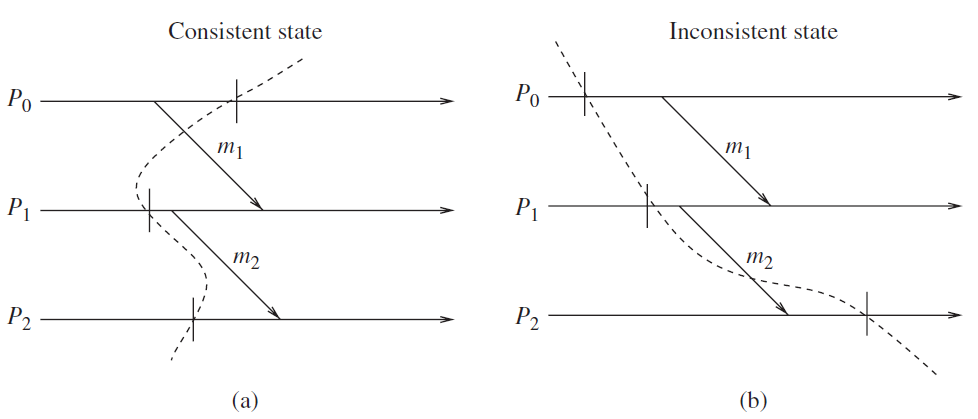 Consistent state
P0
m1
P1
m2
P2
(a)
Inconsistent state
P0
m1
P1
m2
P2
(b)